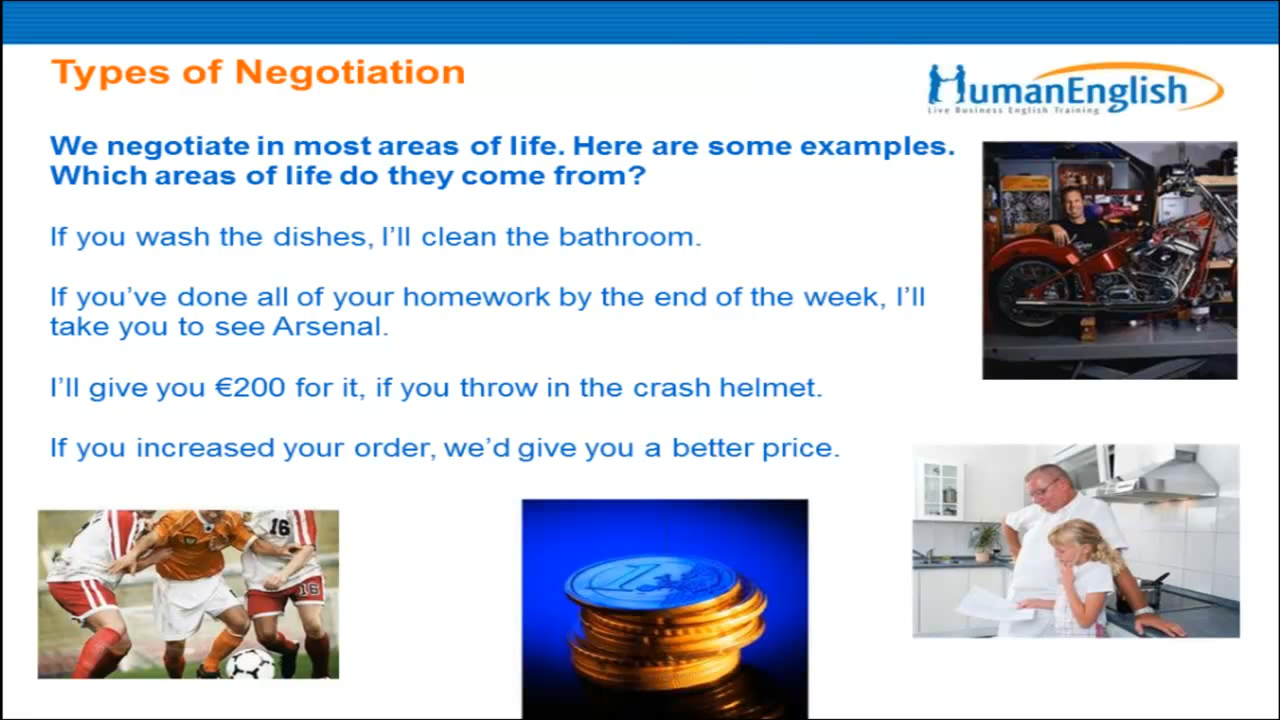 Types of Negotiation
HumanEnglish
Live Business English Training
We negotiate in most areas of life. Here are some examples.
Which areas of life do they come from?
If you wash the dishes, I’ll clean the bathroom.
If you’ve done all of your homework by the end of the week, I’ll
take you to see Arsenal.
I’ll give you €200 for it, if you throw in the crash helmet.
If you increased your order, we’d give you a better price.
16
16
1